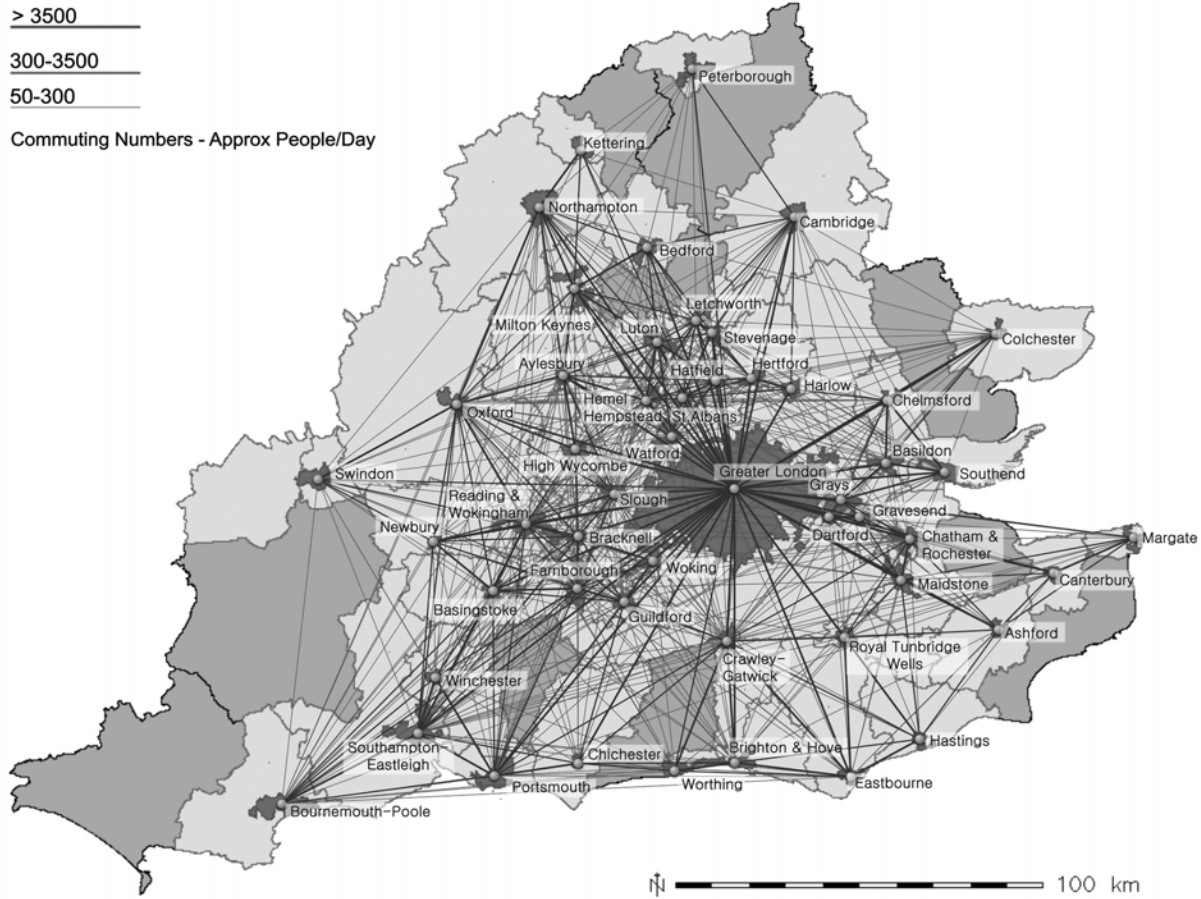 > 3500
300-3500
50-300
Commuting Numbers - Approx People/Day
Peterborough
Kettering
Northampton
Cambridge
Bedford
Letchworth
Milton Keynes
Luton
Stevenage
Colchester
Aylesbury
Hatfield
Hertford
Harlow
Hemel
Hempstead
St Albans
Chelmsford
Oxford
Watford
High Wycombe
Basildon
Swindon
Greater London
Southend
Reading &
Wokingham
Slough
Grays
Gravesend
Newbury
Bracknell
Dartford
Chatham &
Rochester
Margate
Farnborough
Woking
Maidstone
Canterbury
Basingstoke
Guildford
Royal Tunbridge
Wells
Ashford
Crawley-
Gatwick
Winchester
Southampton-
Eastleigh
Chichester
Brighton & Hove
Hastings
Portsmouth
Worthing
Eastbourne
Bournemouth-Poole
N
100 km